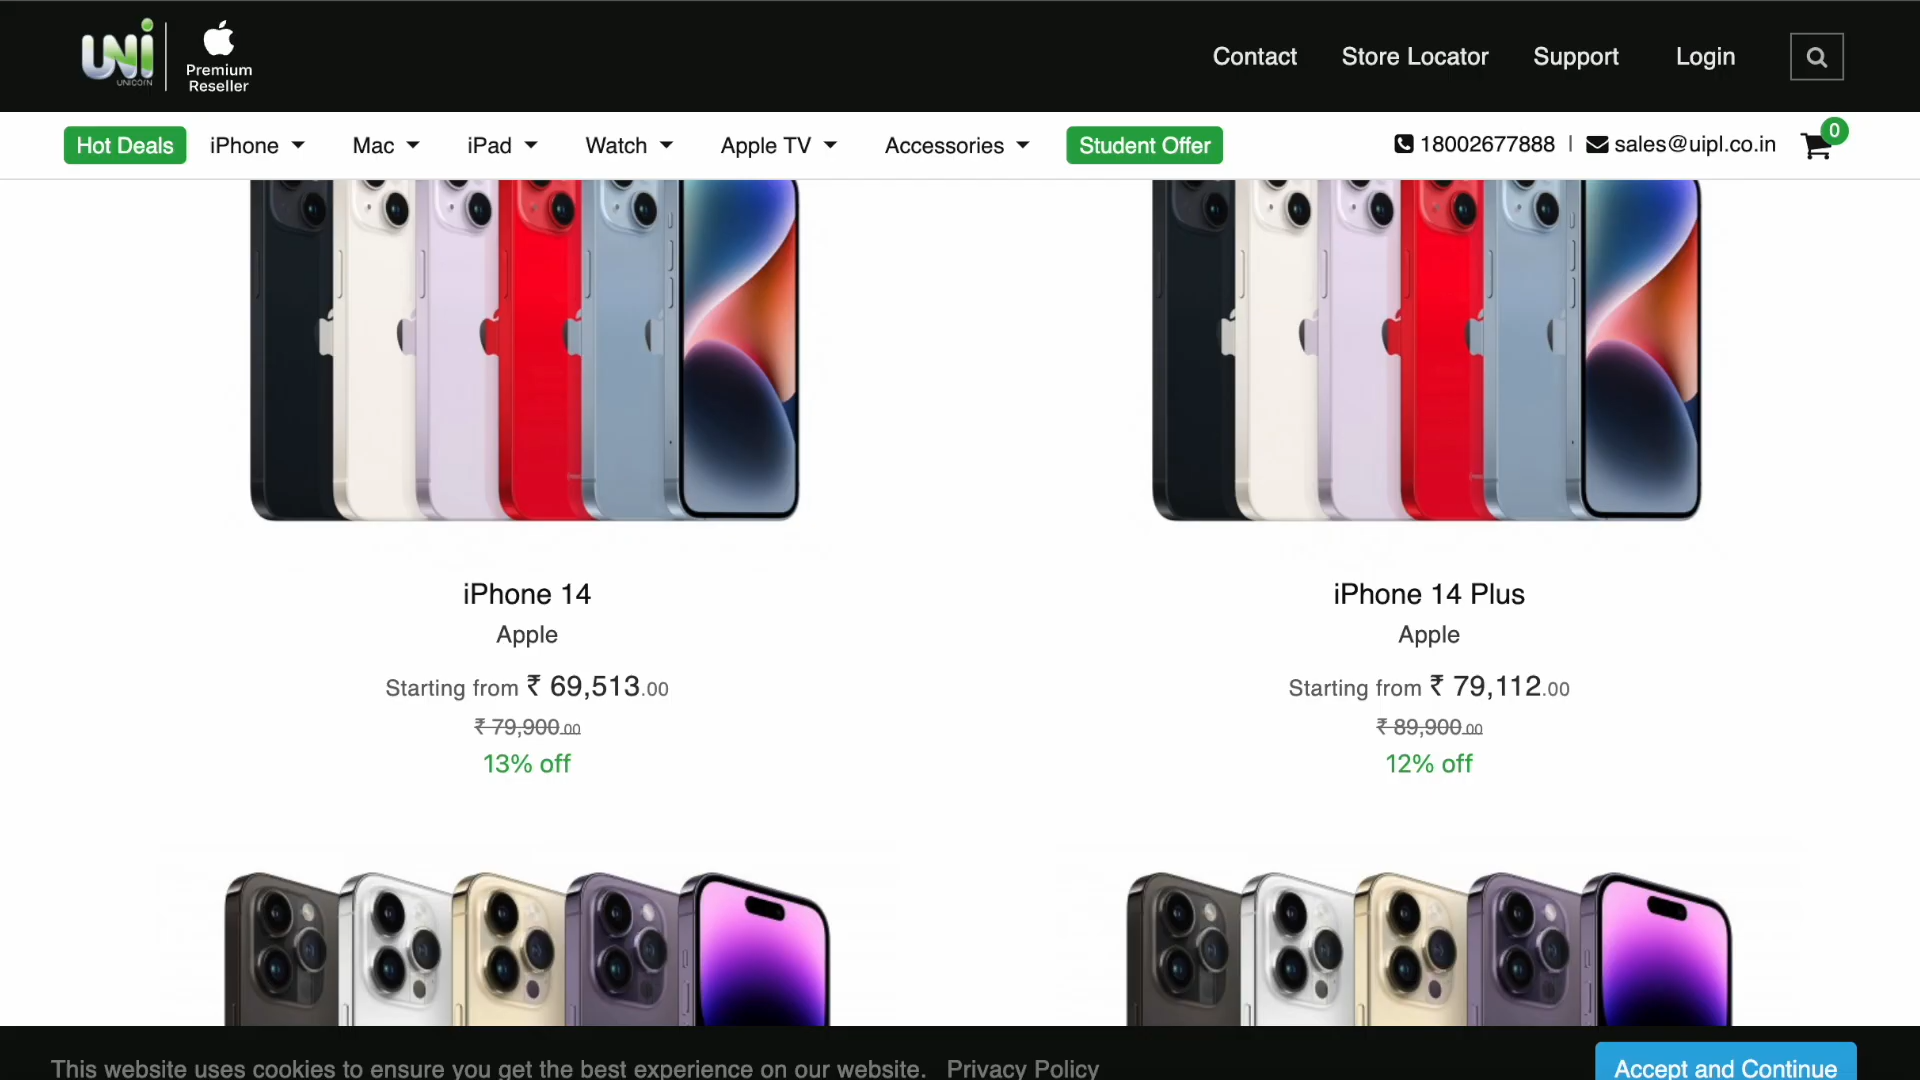 UNi
UNICORN
Premium
Reseller
Contact
Store Locator
Support
Login
Hot Deals
iPhone
Mac
iPad
Watch
Apple TV
Accessories
Student Offer
18002677888 | sales@uipl.co.in
0
iPhone 14
Apple
Starting from ₹ 69,513.00
₹ 79,900.00
13% off
iPhone 14 Plus
Apple
Starting from ₹ 79,112.00
₹ 89,900.00
12% off
This website uses cookies to ensure you get the best experience on our website. Privacy Policy
Accept and Continue